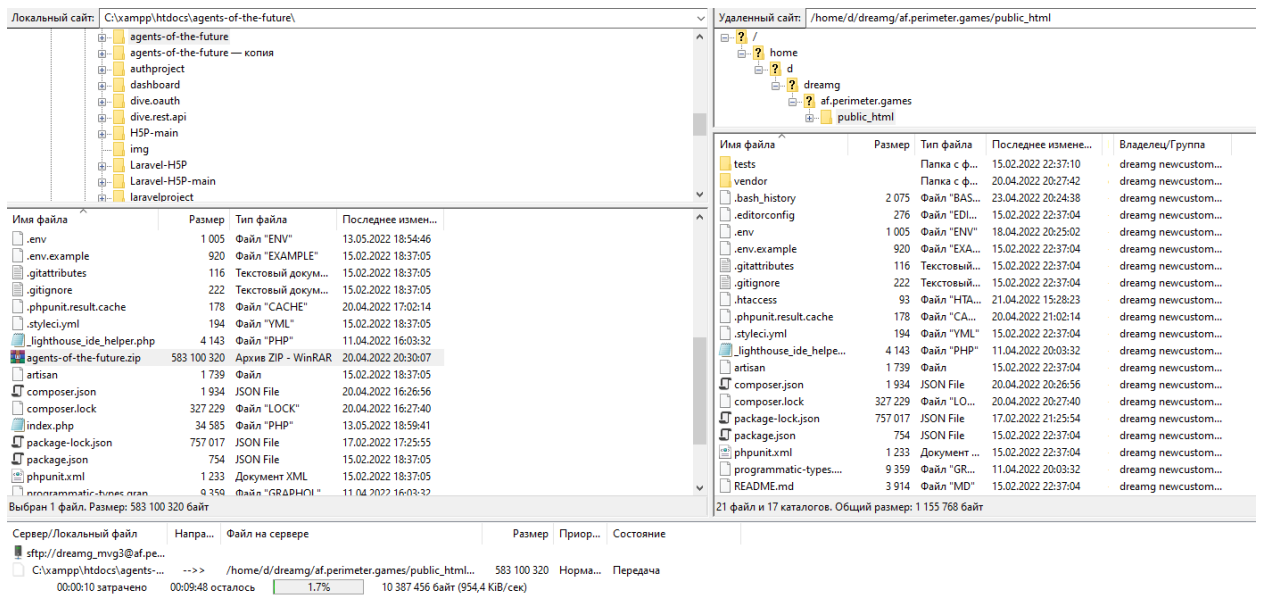 Локальный сайт: C:\xampp\htdocs\agents-of-the-future\
agents-of-the-future
agents-of-the-future — копия
authproject
dashboard
dive.oauth
dive.rest.api
H5P-main
img
Laravel-H5P
Laravel-H5P-main
laravelproject
Имя файла Размер Тип файла Последнее измен...
.env 1 005 Файл "ENV" 13.05.2022 18:54:46
.env.example 920 Файл "EXAMPLE" 15.02.2022 18:37:05
.gitattributes 116 Текстовый докум... 15.02.2022 18:37:05
.gitignore 222 Текстовый докум... 15.02.2022 18:37:05
.phpunit.result.cache 178 Файл "CACHE" 20.04.2022 17:02:14
.styleci.yml 194 Файл "YML" 15.02.2022 18:37:05
_lighthouse_ide_helper.php 4 143 Файл "PHP" 11.04.2022 16:03:32
agents-of-the-future.zip 583 100 320 Архив ZIP - WinRAR 20.04.2022 20:30:07
artisan 1 739 Файл 15.02.2022 18:37:05
composer.json 1 934 JSON File 20.04.2022 16:26:56
composer.lock 327 229 Файл "LOCK" 20.04.2022 16:27:40
index.php 34 585 Файл "PHP" 13.05.2022 18:59:41
package-lock.json 757 017 JSON File 17.02.2022 17:25:55
package.json 754 JSON File 15.02.2022 18:37:05
phpunit.xml 1 233 Документ XML 15.02.2022 18:37:05
programmatic-types.grap... 9 359 Файл "GRAPHQL" 11.04.2022 16:03:32
Выбран 1 файл. Размер: 583 100 320 байт
Удаленный сайт: /home/d/dreamg/af.perimeter.games/public_html
/
home
d
dreamg
af.perimeter.games
public_html
Имя файла Размер Тип файла Последнее измене... Владелец/Группа
tests Папка с ф... 15.02.2022 22:37:10 dreamg newcustom...
vendor Папка с ф... 20.04.2022 20:27:42 dreamg newcustom...
.bash_history 2 075 Файл "BAS... 23.04.2022 20:24:38 dreamg newcustom...
.editorconfig 276 Файл "EDI... 15.02.2022 22:37:04 dreamg newcustom...
.env 1 005 Файл "ENV" 18.04.2022 20:25:02 dreamg newcustom...
.env.example 920 Файл "EXA... 15.02.2022 22:37:04 dreamg newcustom...
.gitattributes 116 Текстовый... 15.02.2022 22:37:04 dreamg newcustom...
.gitignore 222 Текстовый... 15.02.2022 22:37:04 dreamg newcustom...
.htaccess 93 Файл "HTA... 21.04.2022 15:28:23 dreamg newcustom...
.phpunit.result.cache 178 Файл "CA... 20.04.2022 21:02:14 dreamg newcustom...
.styleci.yml 194 Файл "YML" 15.02.2022 22:37:04 dreamg newcustom...
_lighthouse_ide_helpe... 4 143 Файл "PHP" 11.04.2022 20:03:32 dreamg newcustom...
artisan 1 739 Файл 15.02.2022 22:37:04 dreamg newcustom...
composer.json 1 934 JSON File 20.04.2022 20:26:56 dreamg newcustom...
composer.lock 327 229 Файл "LO... 20.04.2022 20:27:40 dreamg newcustom...
package-lock.json 757 017 JSON File 17.02.2022 21:25:54 dreamg newcustom...
package.json 754 JSON File 15.02.2022 22:37:04 dreamg newcustom...
phpunit.xml 1 233 Документ ... 15.02.2022 22:37:04 dreamg newcustom...
programmatic-types.... 9 359 Файл "GR... 11.04.2022 20:03:32 dreamg newcustom...
README.md 3 914 Файл "MD" 15.02.2022 22:37:04 dreamg newcustom...
21 файл и 17 каталогов. Общий размер: 1 155 768 байт
Сервер/Локальный файл Напра... Файл на сервере Размер Приор... Состояние
sftp://dreamg_mvg3@af.pe...
C:\xampp\htdocs\agents-... -->> /home/d/dreamg/af.perimeter.games/public_html... 583 100 320 Норма... Передача
00:00:10 затрачено 00:09:48 осталось 1.7% 10 387 456 байт (954,4 KiB/сек)